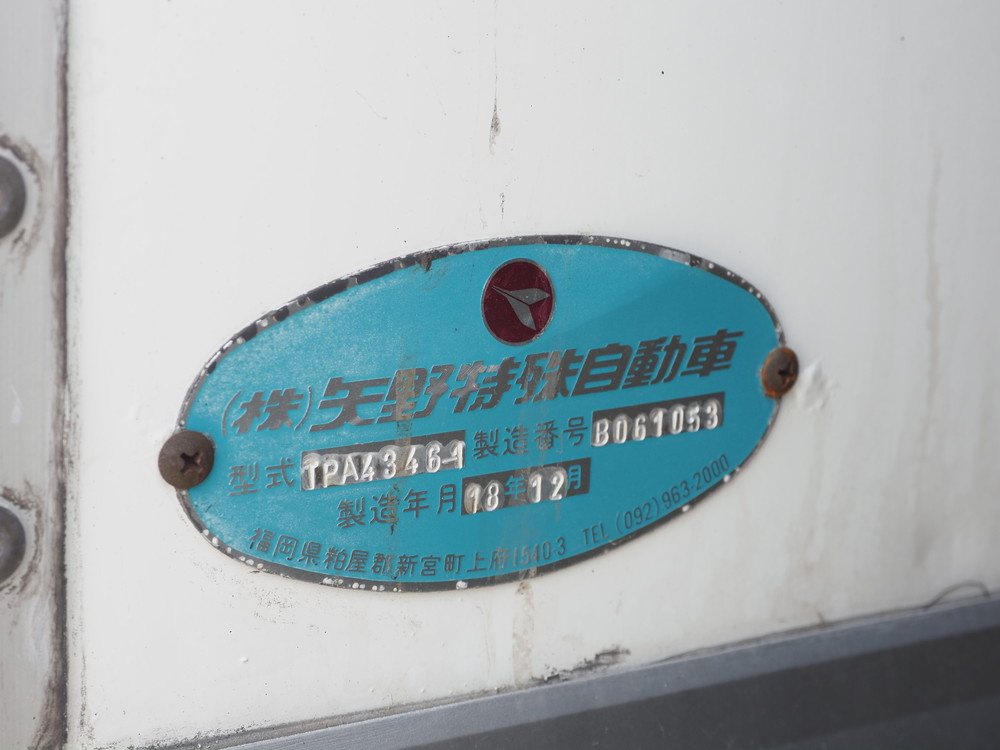 (株)矢野特殊自動車
型式 TPA43461 製造番号 B061053
製造年月 18年12月
福岡県粕屋郡新宮町上府1540-3 TEL (092)963-2000